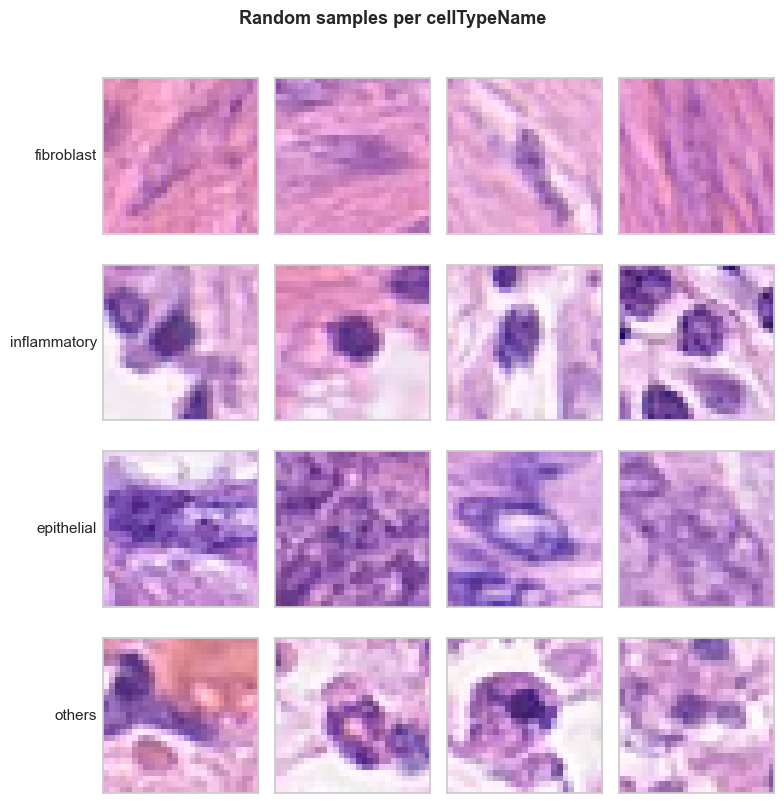 Random samples per cellTypeName
fibroblast
inflammatory
epithelial
others